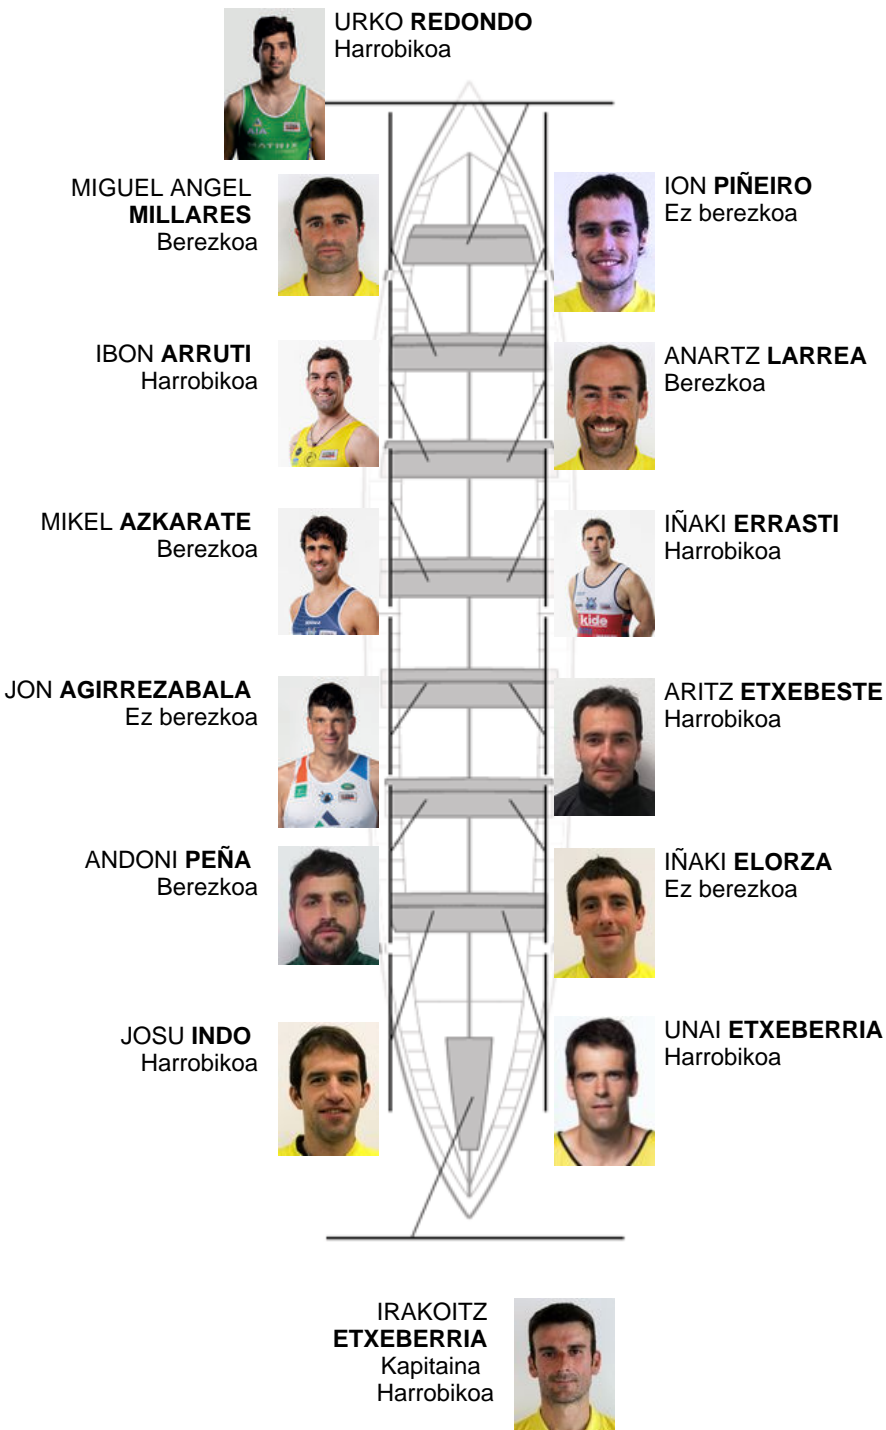 URKO REDONDO
Harrobikoa
MIGUEL ANGEL
MILLARES
Berezkoa
ION PIÑEIRO
Ez berezkoa
IBON ARRUTI
Harrobikoa
ANARTZ LARREA
Berezkoa
MIKEL AZKARATE
Berezkoa
IÑAKI ERRASTI
Harrobikoa
kide
JON AGIRREZABALA
Ez berezkoa
ARITZ ETXEBESTE
Harrobikoa
ANDONI PEÑA
Berezkoa
IÑAKI ELORZA
Ez berezkoa
JOSU INDO
Harrobikoa
UNAI ETXEBERRIA
Harrobikoa
IRAKOITZ
ETXEBERRIA
Kapitaina
Harrobikoa